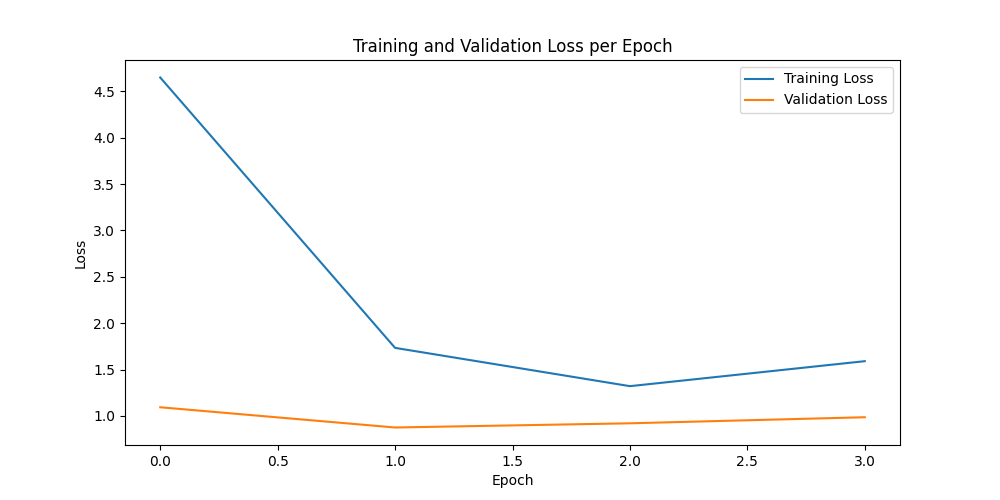 Training and Validation Loss per Epoch
Training Loss
Validation Loss
4.5
4.0
3.5
3.0
2.5
2.0
1.5
1.0
Loss
0.0 0.5 1.0 1.5 2.0 2.5 3.0
Epoch